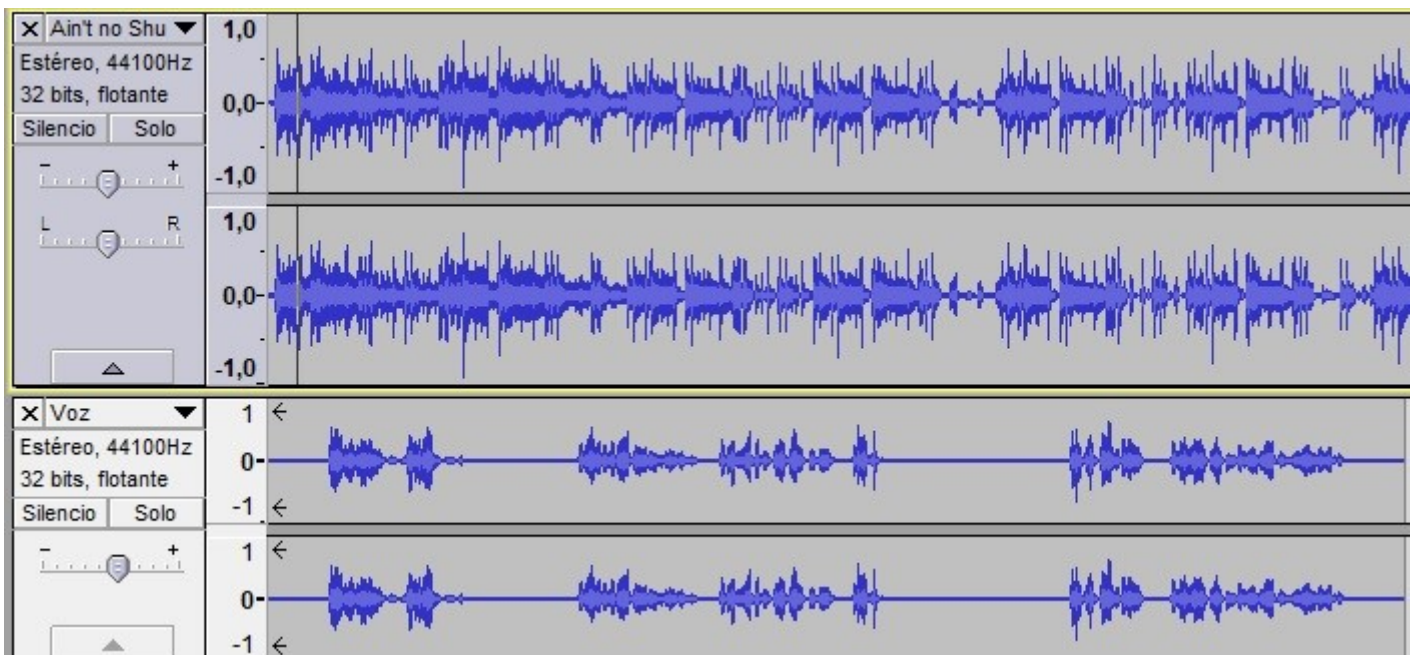 X Ain't no Shu
Estéreo, 44100Hz
32 bits, flotante
Silencio Solo
- +
L R
1,0
0,0-
-1,0
1,0
0,0-
-1,0
X Voz
Estéreo, 44100Hz
32 bits, flotante
Silencio Solo
- +
1
0-
-1
1
0-
-1